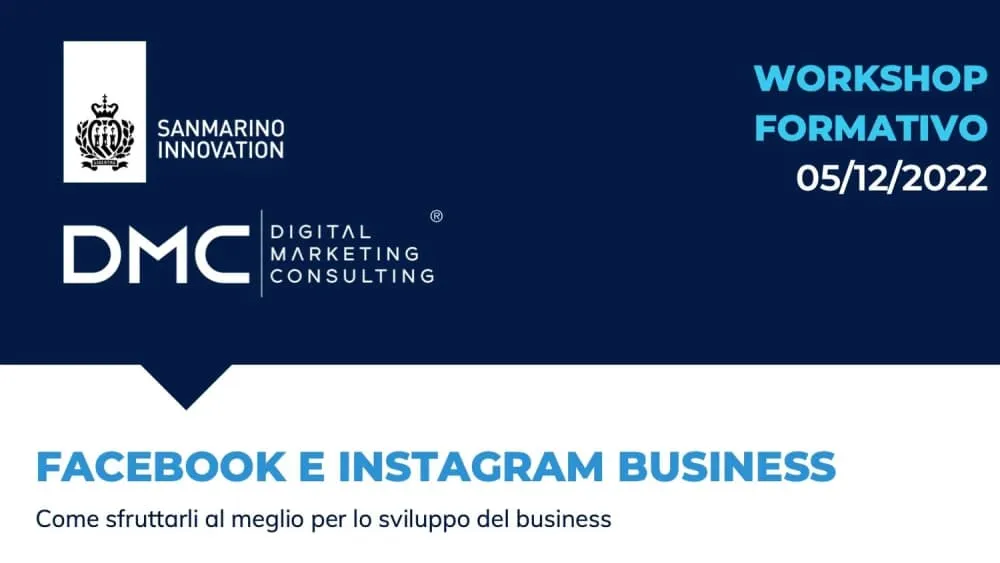 SANMARINO
INNOVATION
DMC
DIGITAL
MARKETING
CONSULTING
®
WORKSHOP
FORMATIVO
05/12/2022
FACEBOOK E INSTAGRAM BUSINESS
Come sfruttarli al meglio per lo sviluppo del business